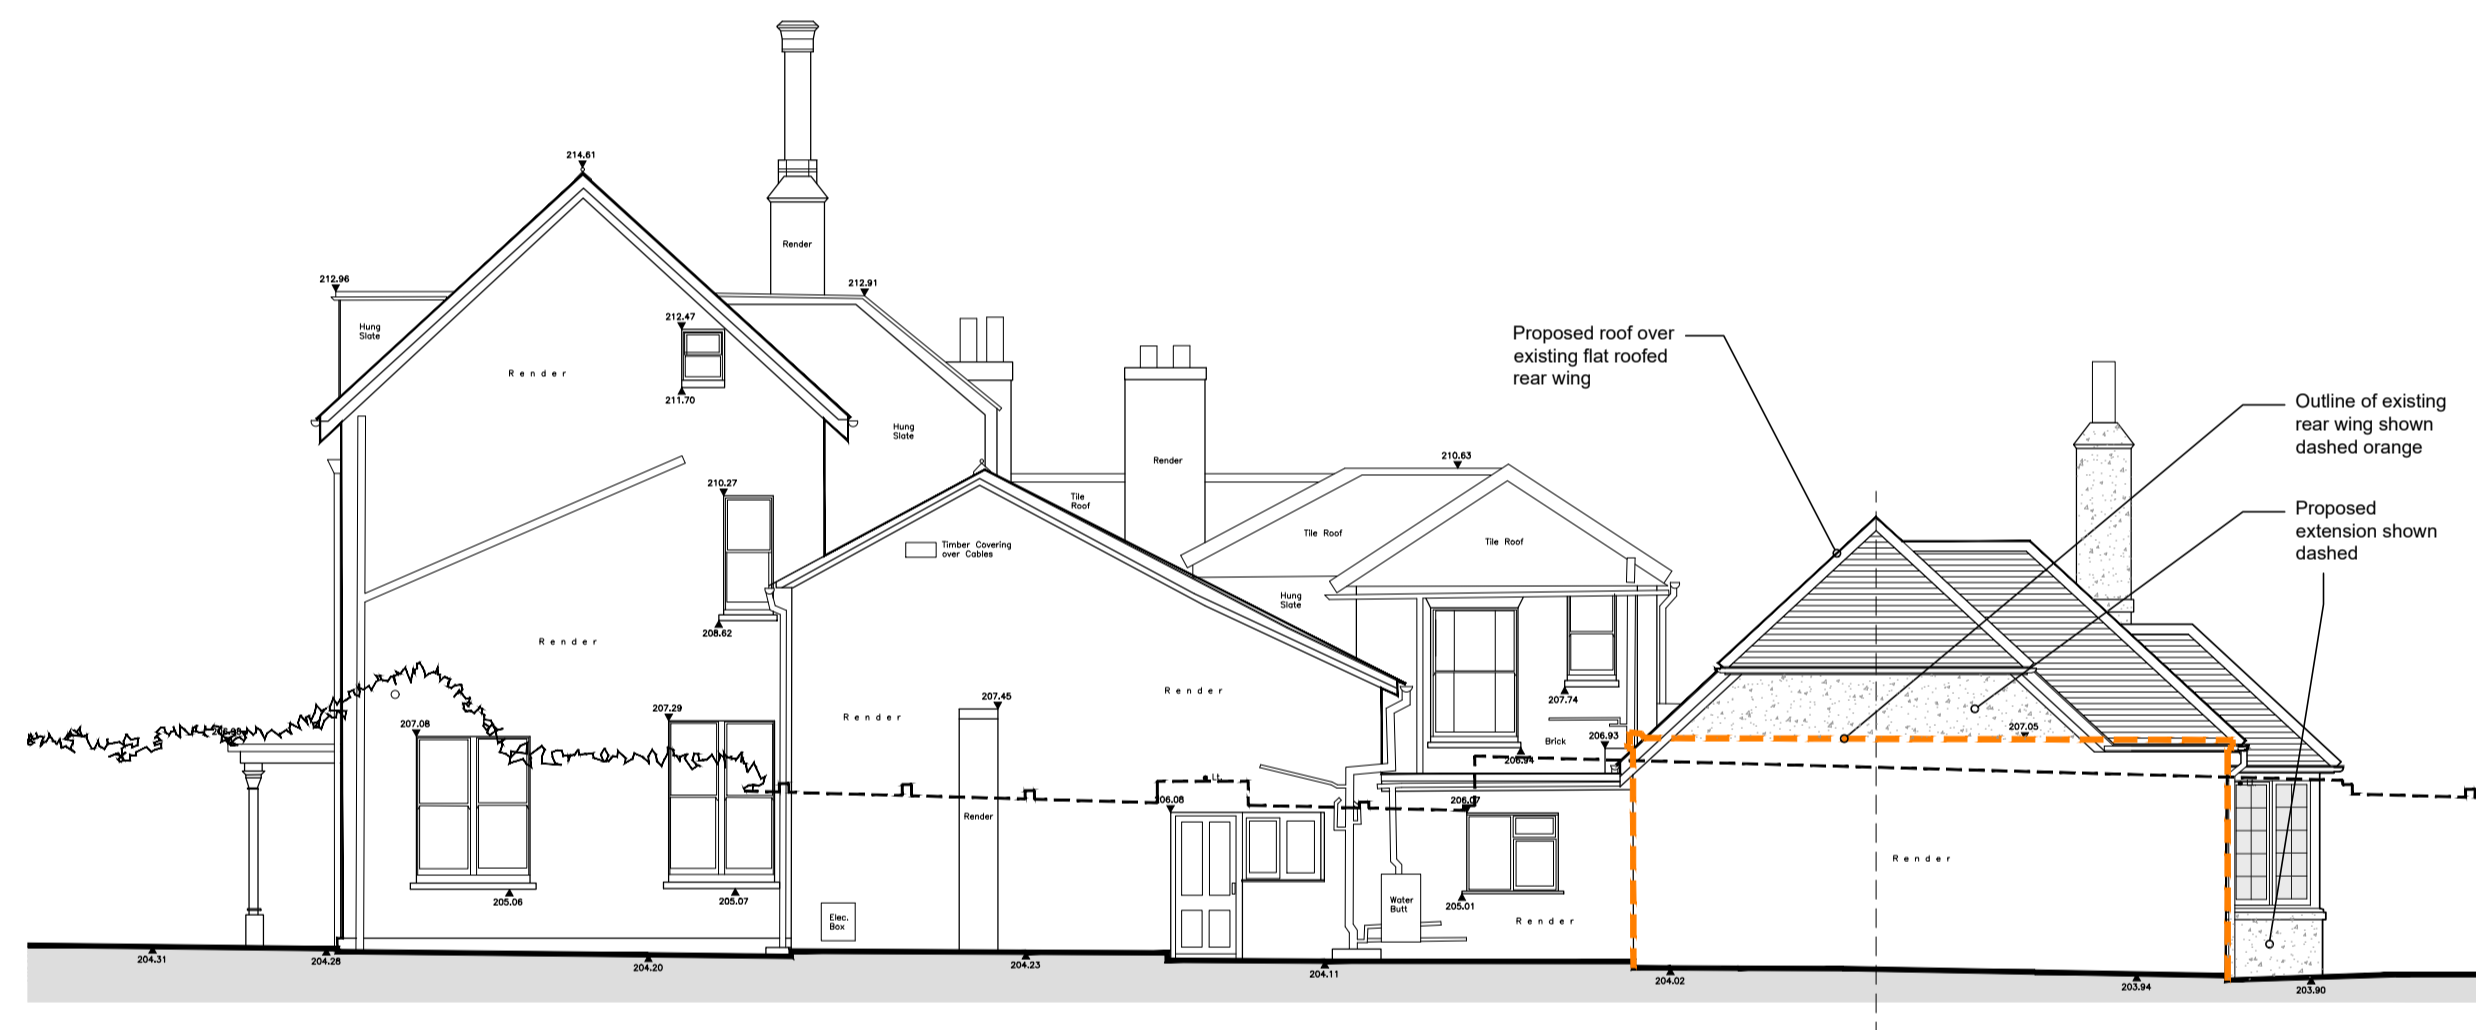 214.61
Render
212.96
212.91
Hung
Slate
212.47
Render
211.70
Proposed roof over
existing flat roofed
rear wing
Outline of existing
rear wing shown
dashed orange
Proposed
extension shown
dashed
Hung
Slate
Render
210.63
210.27
Tile
Roof
Tile Roof
Tile Roof
Timber Covering
over Cables
Hung
Slate
208.62
Render
Render
207.74
207.45
Render
207.29
207.08
207.05
Brick
206.93
206.94
Lt.
206.08
206.07
Render
Render
Water
Butt
205.06
205.07
205.01
Elec.
Box
Render
204.31
204.28
204.20
204.23
204.11
204.02
203.94
203.90